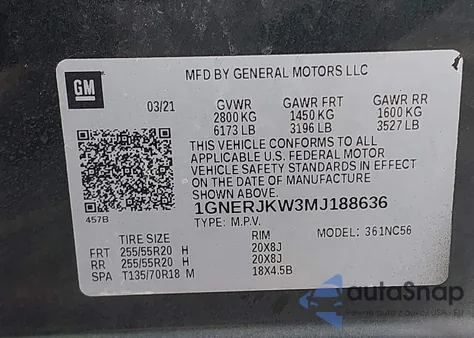 MFD BY GENERAL MOTORS LLC
GM
03/21 GVWR GAWR FRT GAWR RR
2800 KG 1450 KG 1600 KG
6173 LB 3196 LB 3527 LB
THIS VEHICLE CONFORMS TO ALL
APPLICABLE U.S. FEDERAL MOTOR
VEHICLE SAFETY STANDARDS IN EFFECT
ON THE DATE OF MANUFACTURE
SHOWN ABOVE.
457B
1GNERJKW3MJ188636
TYPE: M.P.V. MODEL: 361NC56
TIRE SIZE RIM
FRT 255/55R20 H 20X8J
RR 255/55R20 H 20X8J
SPA T135/70R18 M 18X4.5B
autoSnap